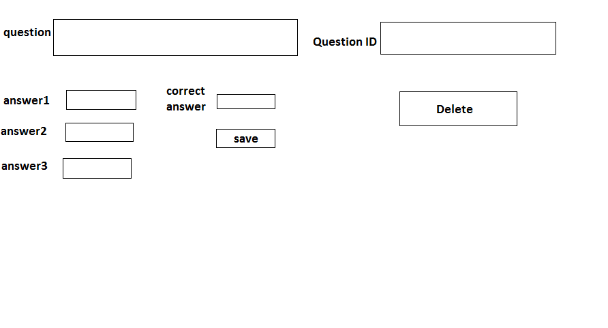 question
Question ID
answer1
correct
answer
Delete
answer2
save
answer3